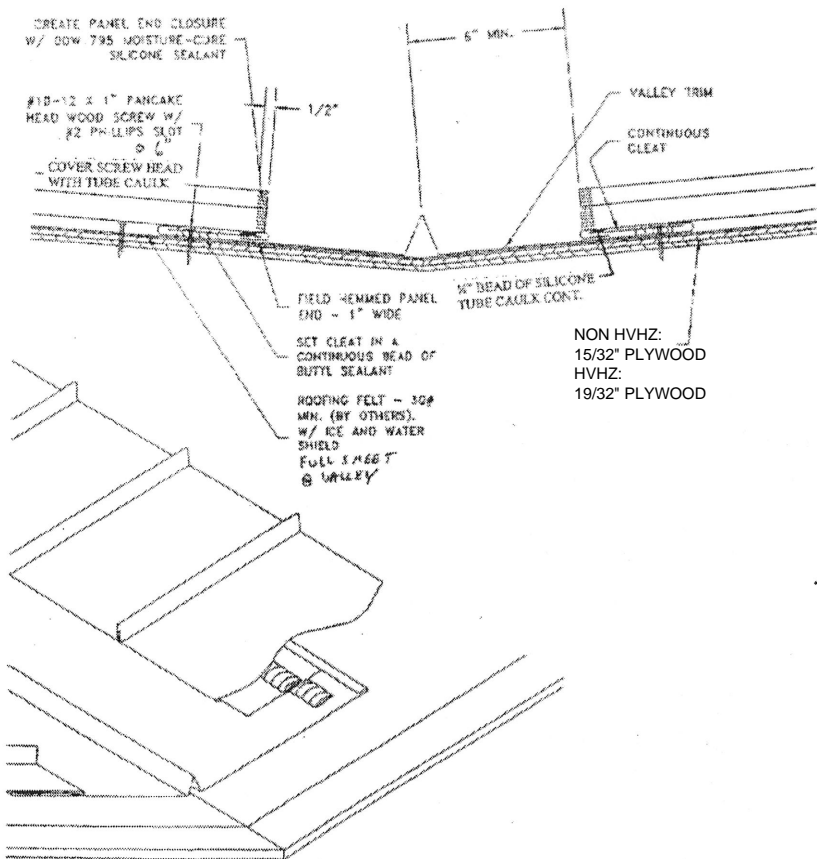 CREATE PANEL END CLOSURE
W/ DOW 795 MOISTURE-CURE
SILICONE SEALANT
#10-12 X 1" PANCAKE
HEAD WOOD SCREW W/
#2 PHILLIPS SLOT
@ 6"
COVER SCREW HEAD
WITH TUBE CAULK
1/2"
6" MIN.
VALLEY TRIM
CONTINUOUS
CLEAT
FIELD HEMMED PANEL
END - 1" WIDE
SET CLEAT IN A
CONTINUOUS BEAD OF
BUTYL SEALANT
ROOFING FELT - 30#
MIN. (BY OTHERS).
W/ ICE AND WATER
SHIELD
FULL SHEET
@ VALLEY
BEAD OF SILICONE
TUBE CAULK CONT.
NON HVHZ:
15/32" PLYWOOD
HVHZ:
19/32" PLYWOOD